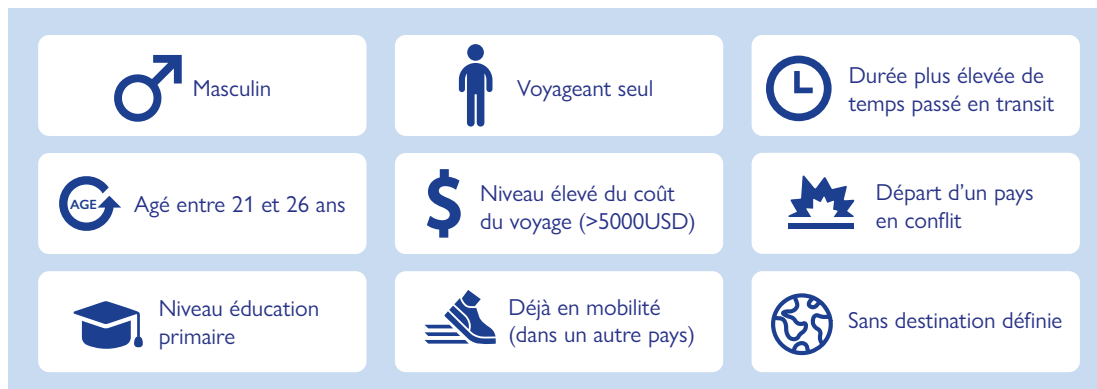 Masculin
Voyageant seul
Durée plus élevée de
temps passé en transit
AGE
Agé entre 21 et 26 ans
$
Niveau élevé du coût
du voyage (>5000USD)
Départ d'un pays
en conflit
Niveau éducation
primaire
Déjà en mobilité
(dans un autre pays)
Sans destination définie